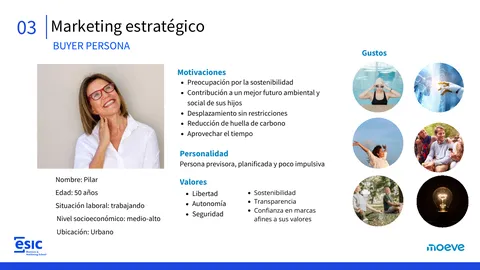 03
Marketing estratégico
BUYER PERSONA
Nombre: Pilar
Edad: 50 años
Situación laboral: trabajando
Nivel socioeconómico: medio-alto
Ubicación: Urbano
Motivaciones
Preocupación por la sostenibilidad
Contribución a un mejor futuro ambiental y
social de sus hijos
Desplazamiento sin restricciones
Reducción de huella de carbono
Aprovechar el tiempo
Personalidad
Persona previsora, planificada y poco impulsiva
Valores
Libertad
Autonomía
Seguridad
Sostenibilidad
Transparencia
Confianza en marcas
afines a sus valores
Gustos
esic
moeve